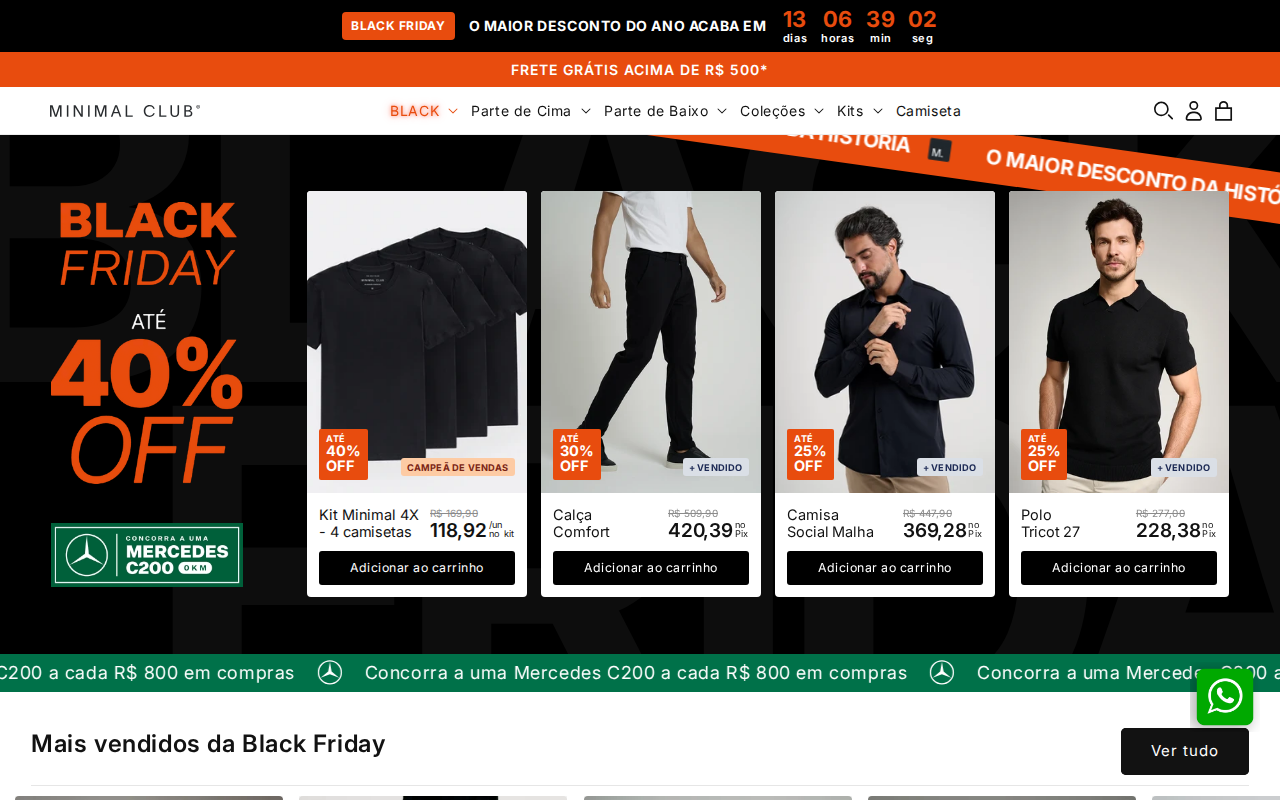 BLACK FRIDAY
O MAIOR DESCONTO DO ANO ACABA EM
13 06 39 02
dias horas min seg
FRETE GRÁTIS ACIMA DE R$ 500*
MINIMAL CLUB®
BLACK
Parte de Cima
Parte de Baixo
Coleções
Kits
Camiseta
DA HISTÓRIA
M.
O MAIOR DESCONTO DA HISTÓ
BLACK
FRIDAY
ATÉ
40%
OFF
CONCORRA A UMA
MERCEDES
C200 0KM
MINIMAL CLUB
ATÉ
40%
OFF
CAMPEÃ DE VENDAS
Kit Minimal 4X
- 4 camisetas
R$ 169,90
118,92 /un no kit
Adicionar ao carrinho
ATÉ
30%
OFF
+ VENDIDO
Calça
Comfort
R$ 509,90
420,39 no Pix
Adicionar ao carrinho
ATÉ
25%
OFF
+ VENDIDO
Camisa
Social Malha
R$ 447,90
369,28 no Pix
Adicionar ao carrinho
ATÉ
25%
OFF
+ VENDIDO
Polo
Tricot 27
R$ 277,00
228,38 no Pix
Adicionar ao carrinho
C200 a cada R$ 800 em compras
Concorra a uma Mercedes C200 a cada R$ 800 em compras
Concorra a uma Mercedes C200 a
Mais vendidos da Black Friday
Ver tudo